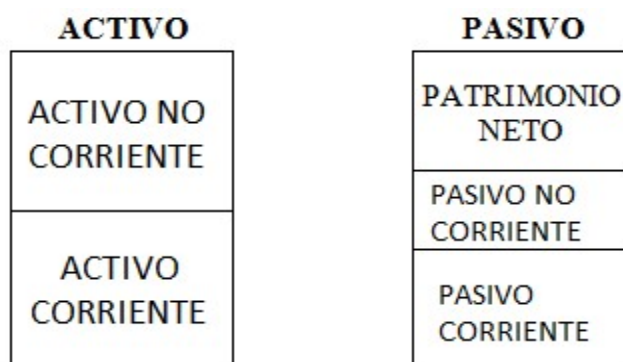 ACTIVO
ACTIVO NO
CORRIENTE
ACTIVO
CORRIENTE
PASIVO
PATRIMONIO
NETO
PASIVO NO
CORRIENTE
PASIVO
CORRIENTE